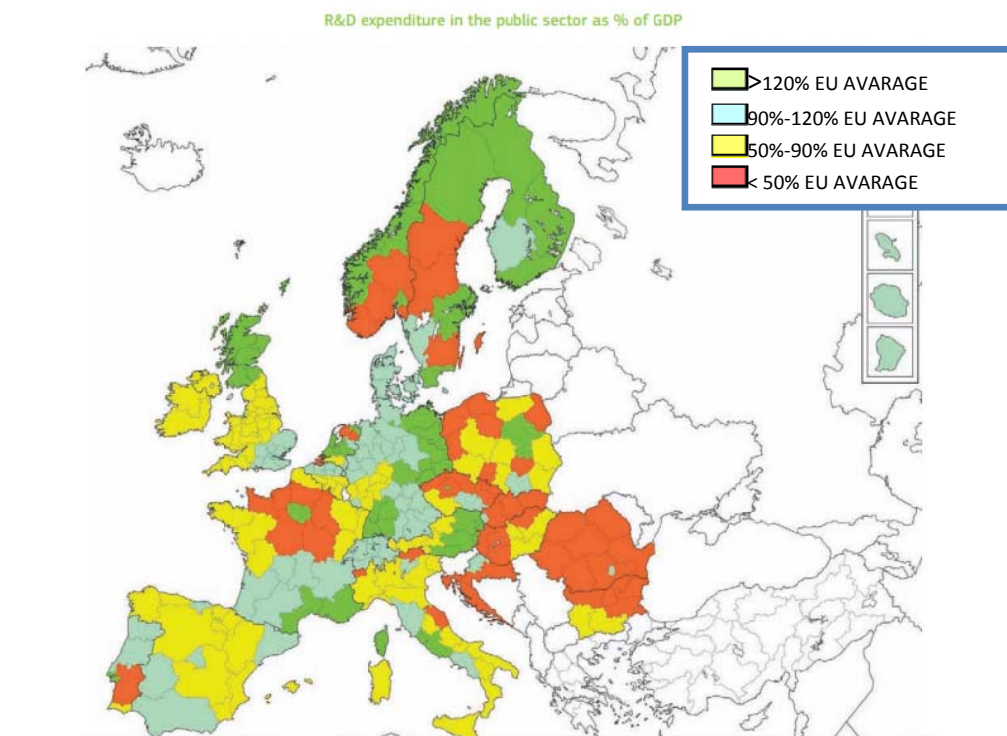 R&D expenditure in the public sector as % of GDP
>120% EU AVARAGE
90%-120% EU AVARAGE
50%-90% EU AVARAGE
< 50% EU AVARAGE